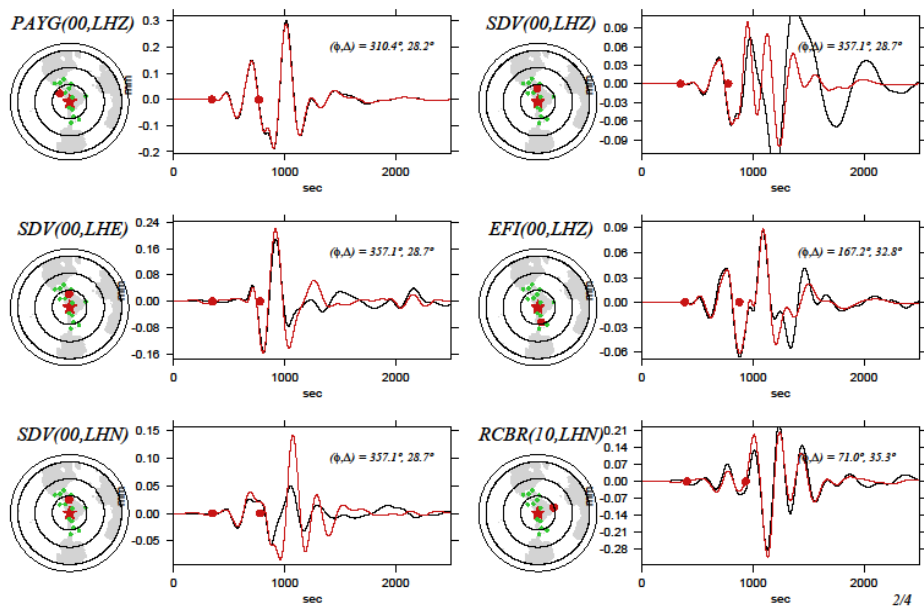 PAYG(00,LHZ)
mm
0.3
0.2
0.1
0.0
-0.1
-0.2
(ϕ,Δ) = 310.4°, 28.2°
0
1000
2000
sec
SDV(00,LHZ)
mm
0.09
0.06
0.03
0.00
-0.03
-0.06
-0.09
(ϕ,Δ) = 357.1°, 28.7°
0
1000
2000
sec
SDV(00,LHE)
mm
0.24
0.16
0.08
0.00
-0.08
-0.16
(ϕ,Δ) = 357.1°, 28.7°
0
1000
2000
sec
EFI(00,LHZ)
mm
0.09
0.06
0.03
0.00
-0.03
-0.06
(ϕ,Δ) = 167.2°, 32.8°
0
1000
2000
sec
SDV(00,LHN)
mm
0.15
0.10
0.05
0.00
-0.05
(ϕ,Δ) = 357.1°, 28.7°
0
1000
2000
sec
RCBR(10,LHN)
mm
0.21
0.14
0.07
0.00
-0.07
-0.14
-0.21
-0.28
(ϕ,Δ) = 71.0°, 35.3°
0
1000
2000
sec
2/4